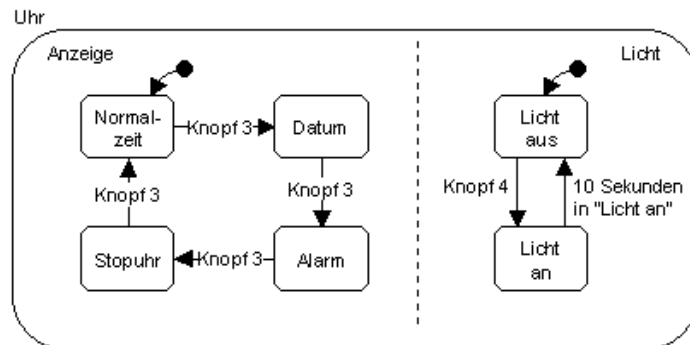 Uhr
Anzeige
Licht
Normal-
zeit
Knopf 3
Datum
Knopf 3
Knopf 3
Stopuhr
Knopf 3
Alarm
Licht
aus
Knopf 4
10 Sekunden
in "Licht an"
Licht
an